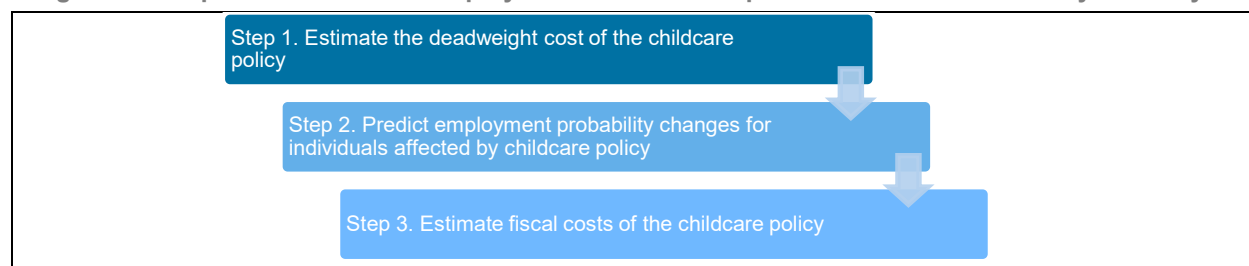 Step 1. Estimate the deadweight cost of the childcare
policy
Step 2. Predict employment probability changes for
individuals affected by childcare policy
Step 3. Estimate fiscal costs of the childcare policy